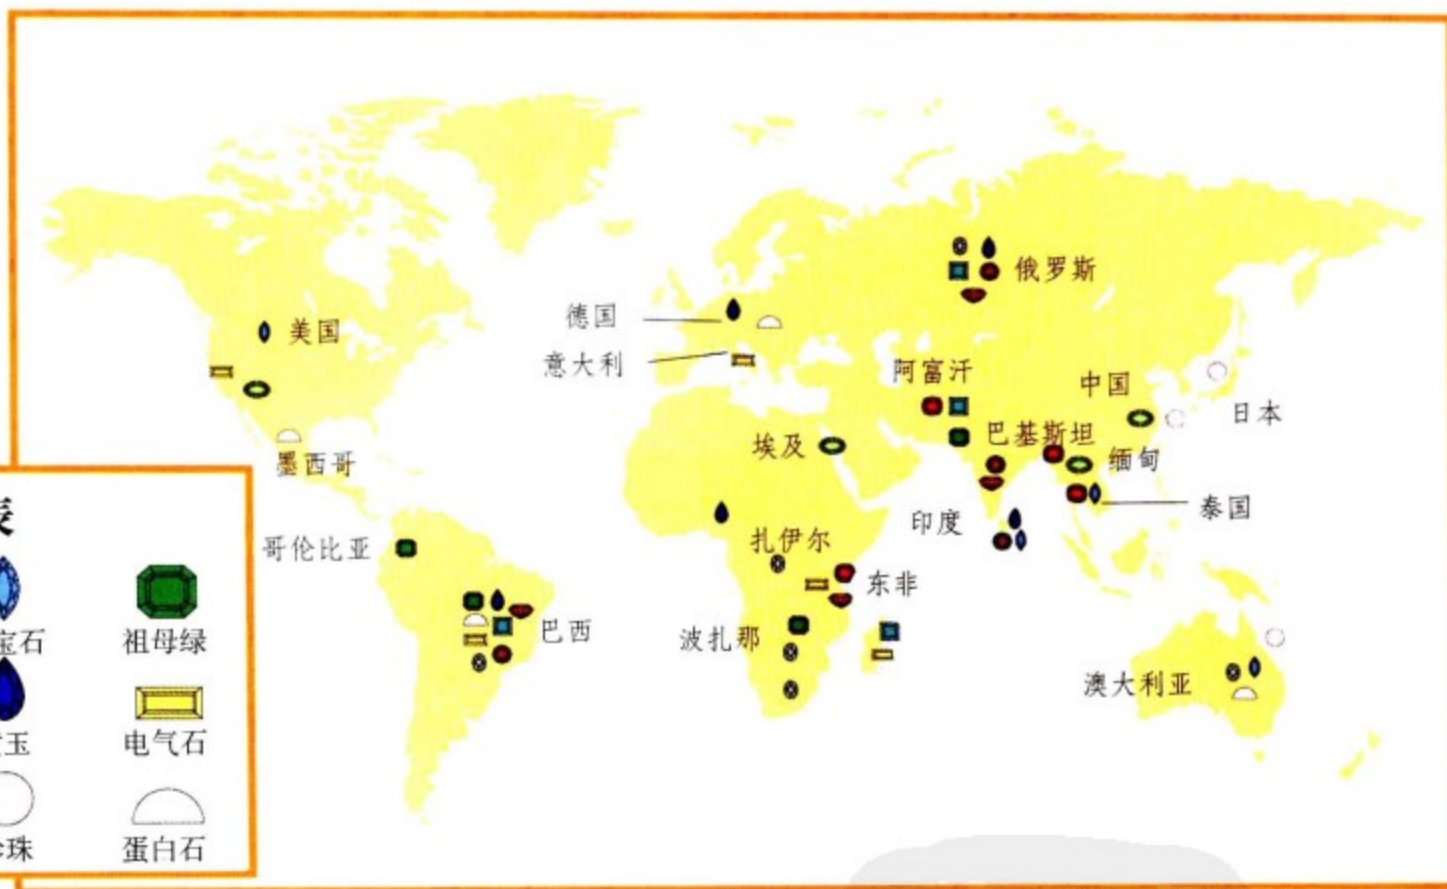 俄罗斯
德国
美国
意大利
阿富汗
中国
日本
埃及
巴基斯坦
缅甸
墨西哥
泰国
印度
哥伦比亚
扎伊尔
东非
巴西
波扎那
澳大利亚
宝石
祖母绿
玉
电气石
珠
蛋白石